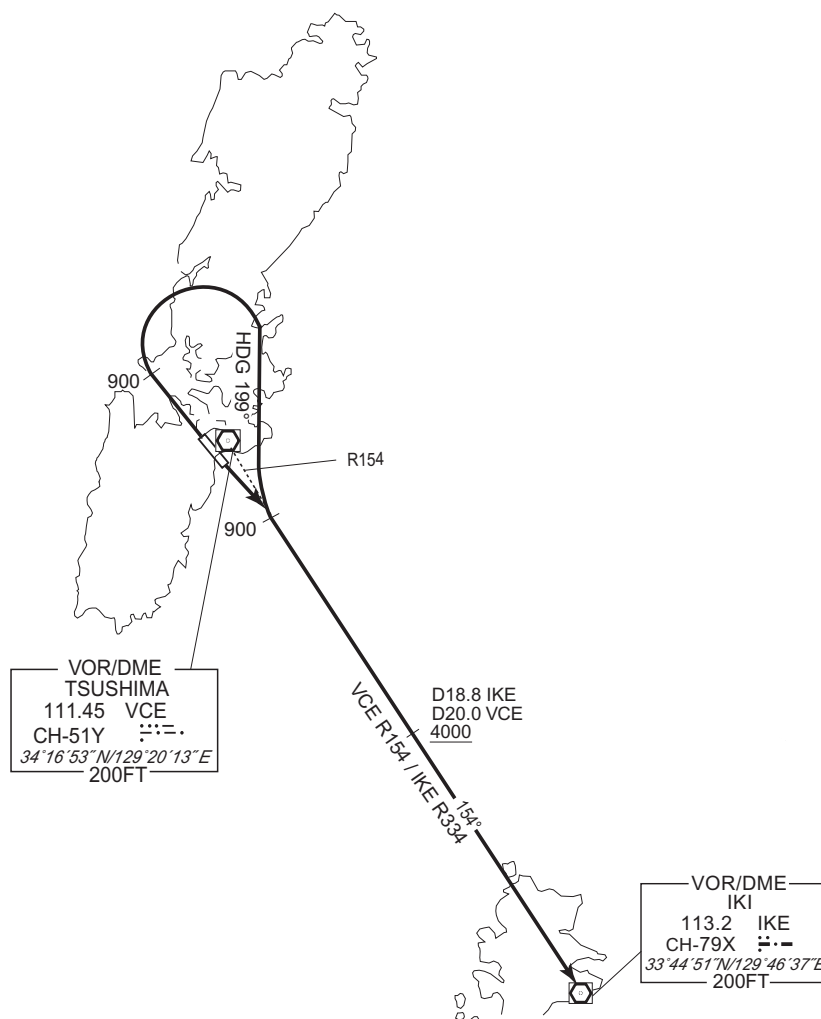 900
HDG 199°
R154
900
VOR/DME
TSUSHIMA
111.45 VCE
CH-51Y
34°16´53˝N/129°20´13˝E
200FT
D18.8 IKE
D20.0 VCE
4000
VCE R154 / IKE R334
154°
VOR/DME
IKI
113.2 IKE
CH-79X
33°44´51˝N/129°46´37˝E
200FT